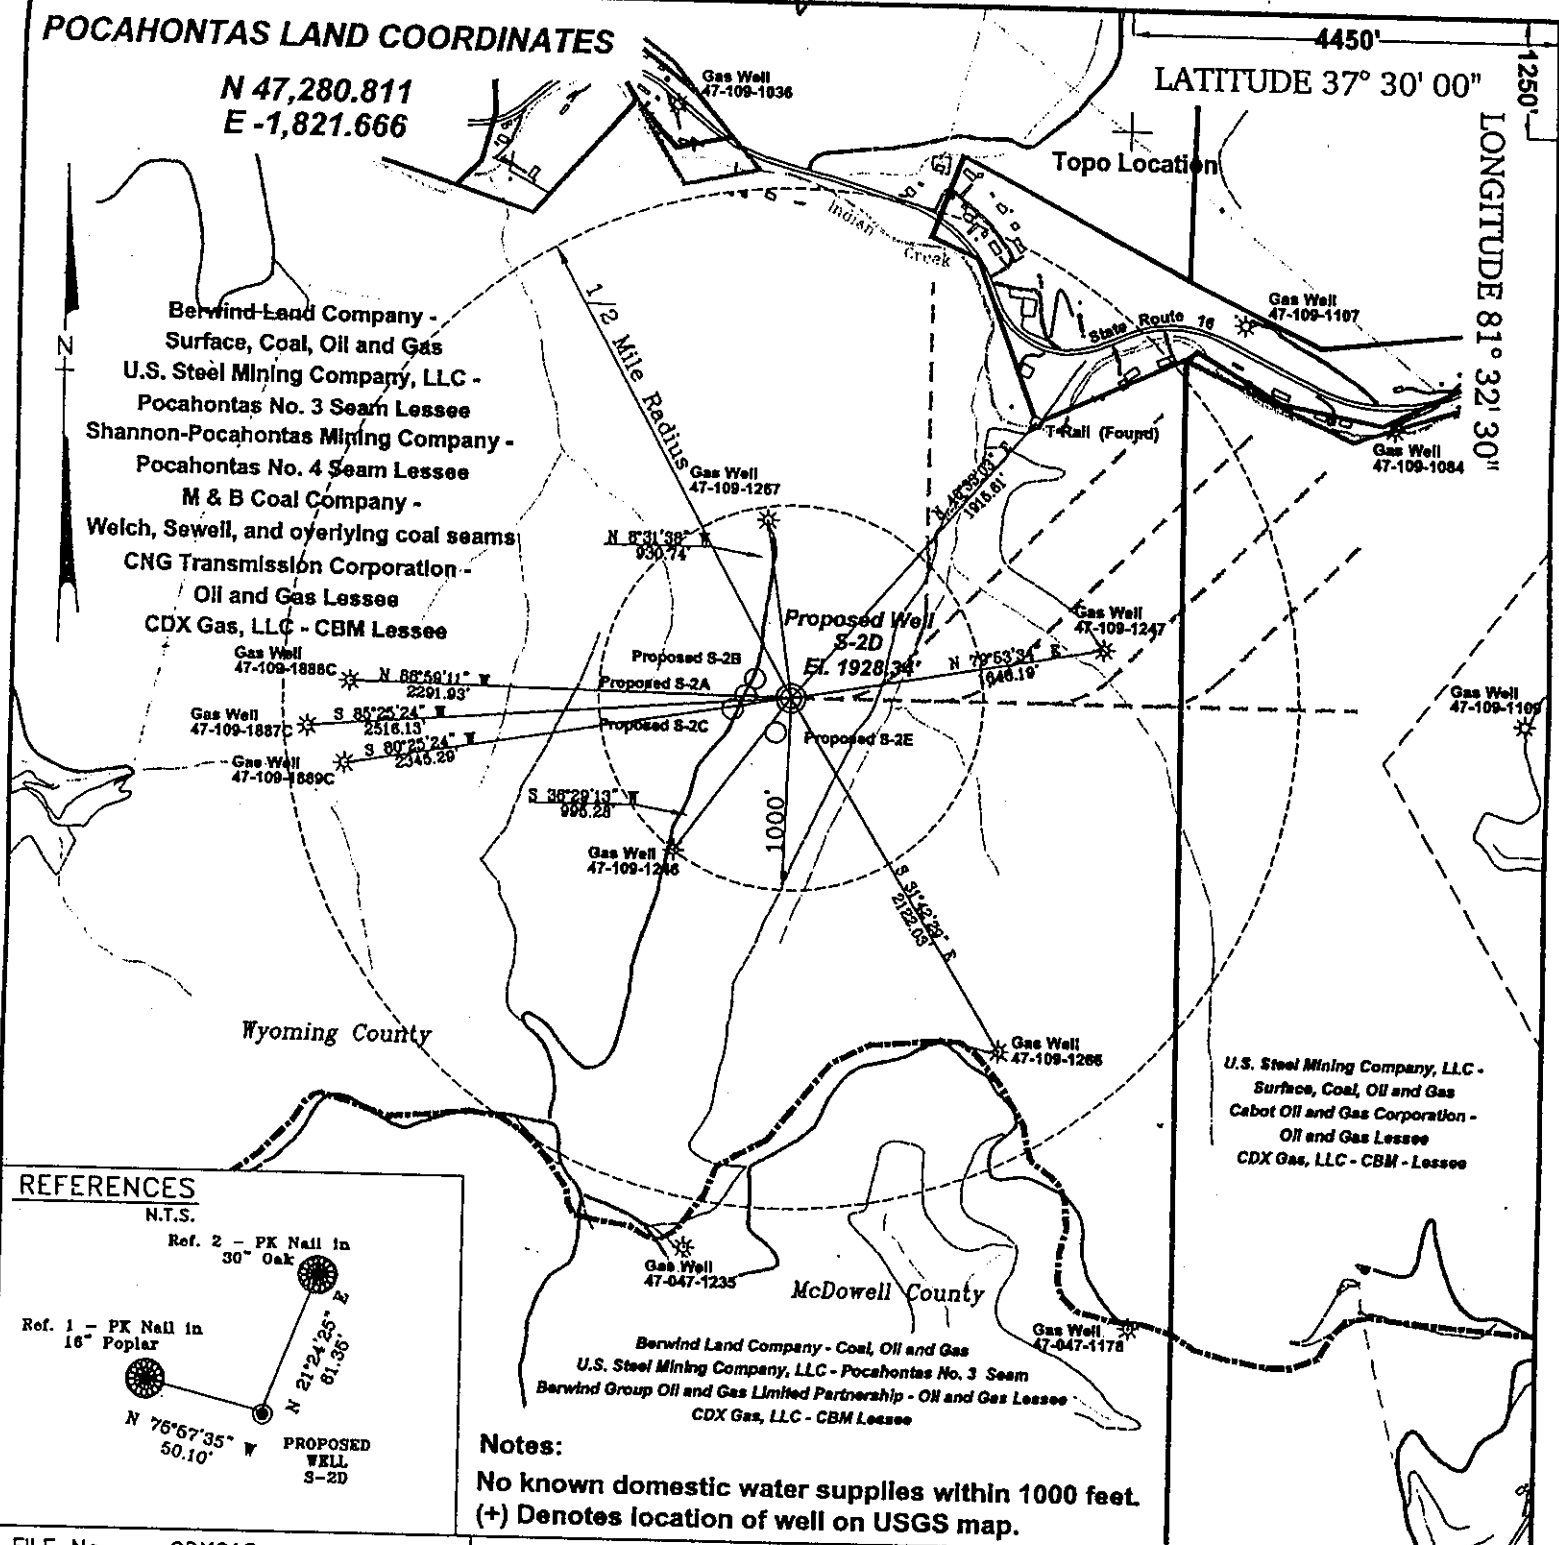 POCAHONTAS LAND COORDINATES
N 47,280.811
E -1,821.666
4450'
1250'
LATITUDE 37° 30' 00"
LONGITUDE 81° 32' 30"
Topo Location
Gas Well
47-109-1036
Indian
Creek
State Route 16
Gas Well
47-109-1107
Gas Well
47-109-1084
T-Rail (Found)
N
1/2 Mile Radius
Berwind Land Company -
Surface, Coal, Oil and Gas
U.S. Steel Mining Company, LLC -
Pocahontas No. 3 Seam Lessee
Shannon-Pocahontas Mining Company -
Pocahontas No. 4 Seam Lessee
M & B Coal Company -
Welch, Sewell, and overlying coal seams
CNG Transmission Corporation -
Oil and Gas Lessee
CDX Gas, LLC - CBM Lessee
Gas Well
47-109-1267
N 8°31'38" W
930.74'
1915.61'
Proposed Well
S-2D
El. 1928.34'
Gas Well
47-109-1247
N 79°53'34" E
1646.19'
Proposed S-2B
Proposed S-2A
Proposed S-2C
Proposed S-2E
Gas Well
N 88°59'11" W
2291.93'
Gas Well
47-109-1887C
S 85°25'24" W
2516.13'
Gas Well
47-109-1889C
S 80°25'24" W
2345.29'
Gas Well
47-109-1109
S 36°29'13" W
995.28'
Gas Well
47-109-1246
1000'
S 31°42'29" E
2122.03'
Gas Well
47-109-1266
Wyoming County
U.S. Steel Mining Company, LLC -
Surface, Coal, Oil and Gas
Cabot Oil and Gas Corporation -
Oil and Gas Lessee
CDX Gas, LLC - CBM - Lessee
Gas Well
47-047-1235
McDowell County
Gas Well
47-047-1178
Berwind Land Company - Coal, Oil and Gas
U.S. Steel Mining Company, LLC - Pocahontas No. 3 Seam
Berwind Group Oil and Gas Limited Partnership - Oil and Gas Lessee
CDX Gas, LLC - CBM Lessee
REFERENCES
N.T.S.
Ref. 2 - PK Nail in
30" Oak
Ref. 1 - PK Nail in
16" Poplar
N 21°24'25" E
61.35'
N 75°57'35" W
50.10'
PROPOSED
WELL
S-2D
Notes:
No known domestic water supplies within 1000 feet.
(+) Denotes location of well on USGS map.